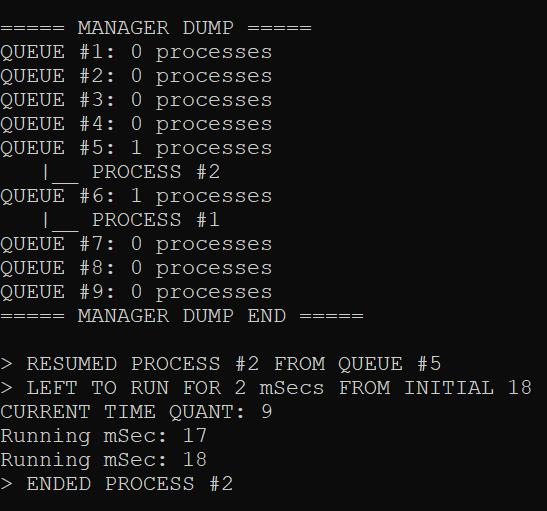 ===== MANAGER DUMP =====
QUEUE #1: 0 processes
QUEUE #2: 0 processes
QUEUE #3: 0 processes
QUEUE #4: 0 processes
QUEUE #5: 1 processes
   |__ PROCESS #2
QUEUE #6: 1 processes
   |__ PROCESS #1
QUEUE #7: 0 processes
QUEUE #8: 0 processes
QUEUE #9: 0 processes
===== MANAGER DUMP END =====
> RESUMED PROCESS #2 FROM QUEUE #5
> LEFT TO RUN FOR 2 mSecs FROM INITIAL 18
CURRENT TIME QUANT: 9
Running mSec: 17
Running mSec: 18
> ENDED PROCESS #2